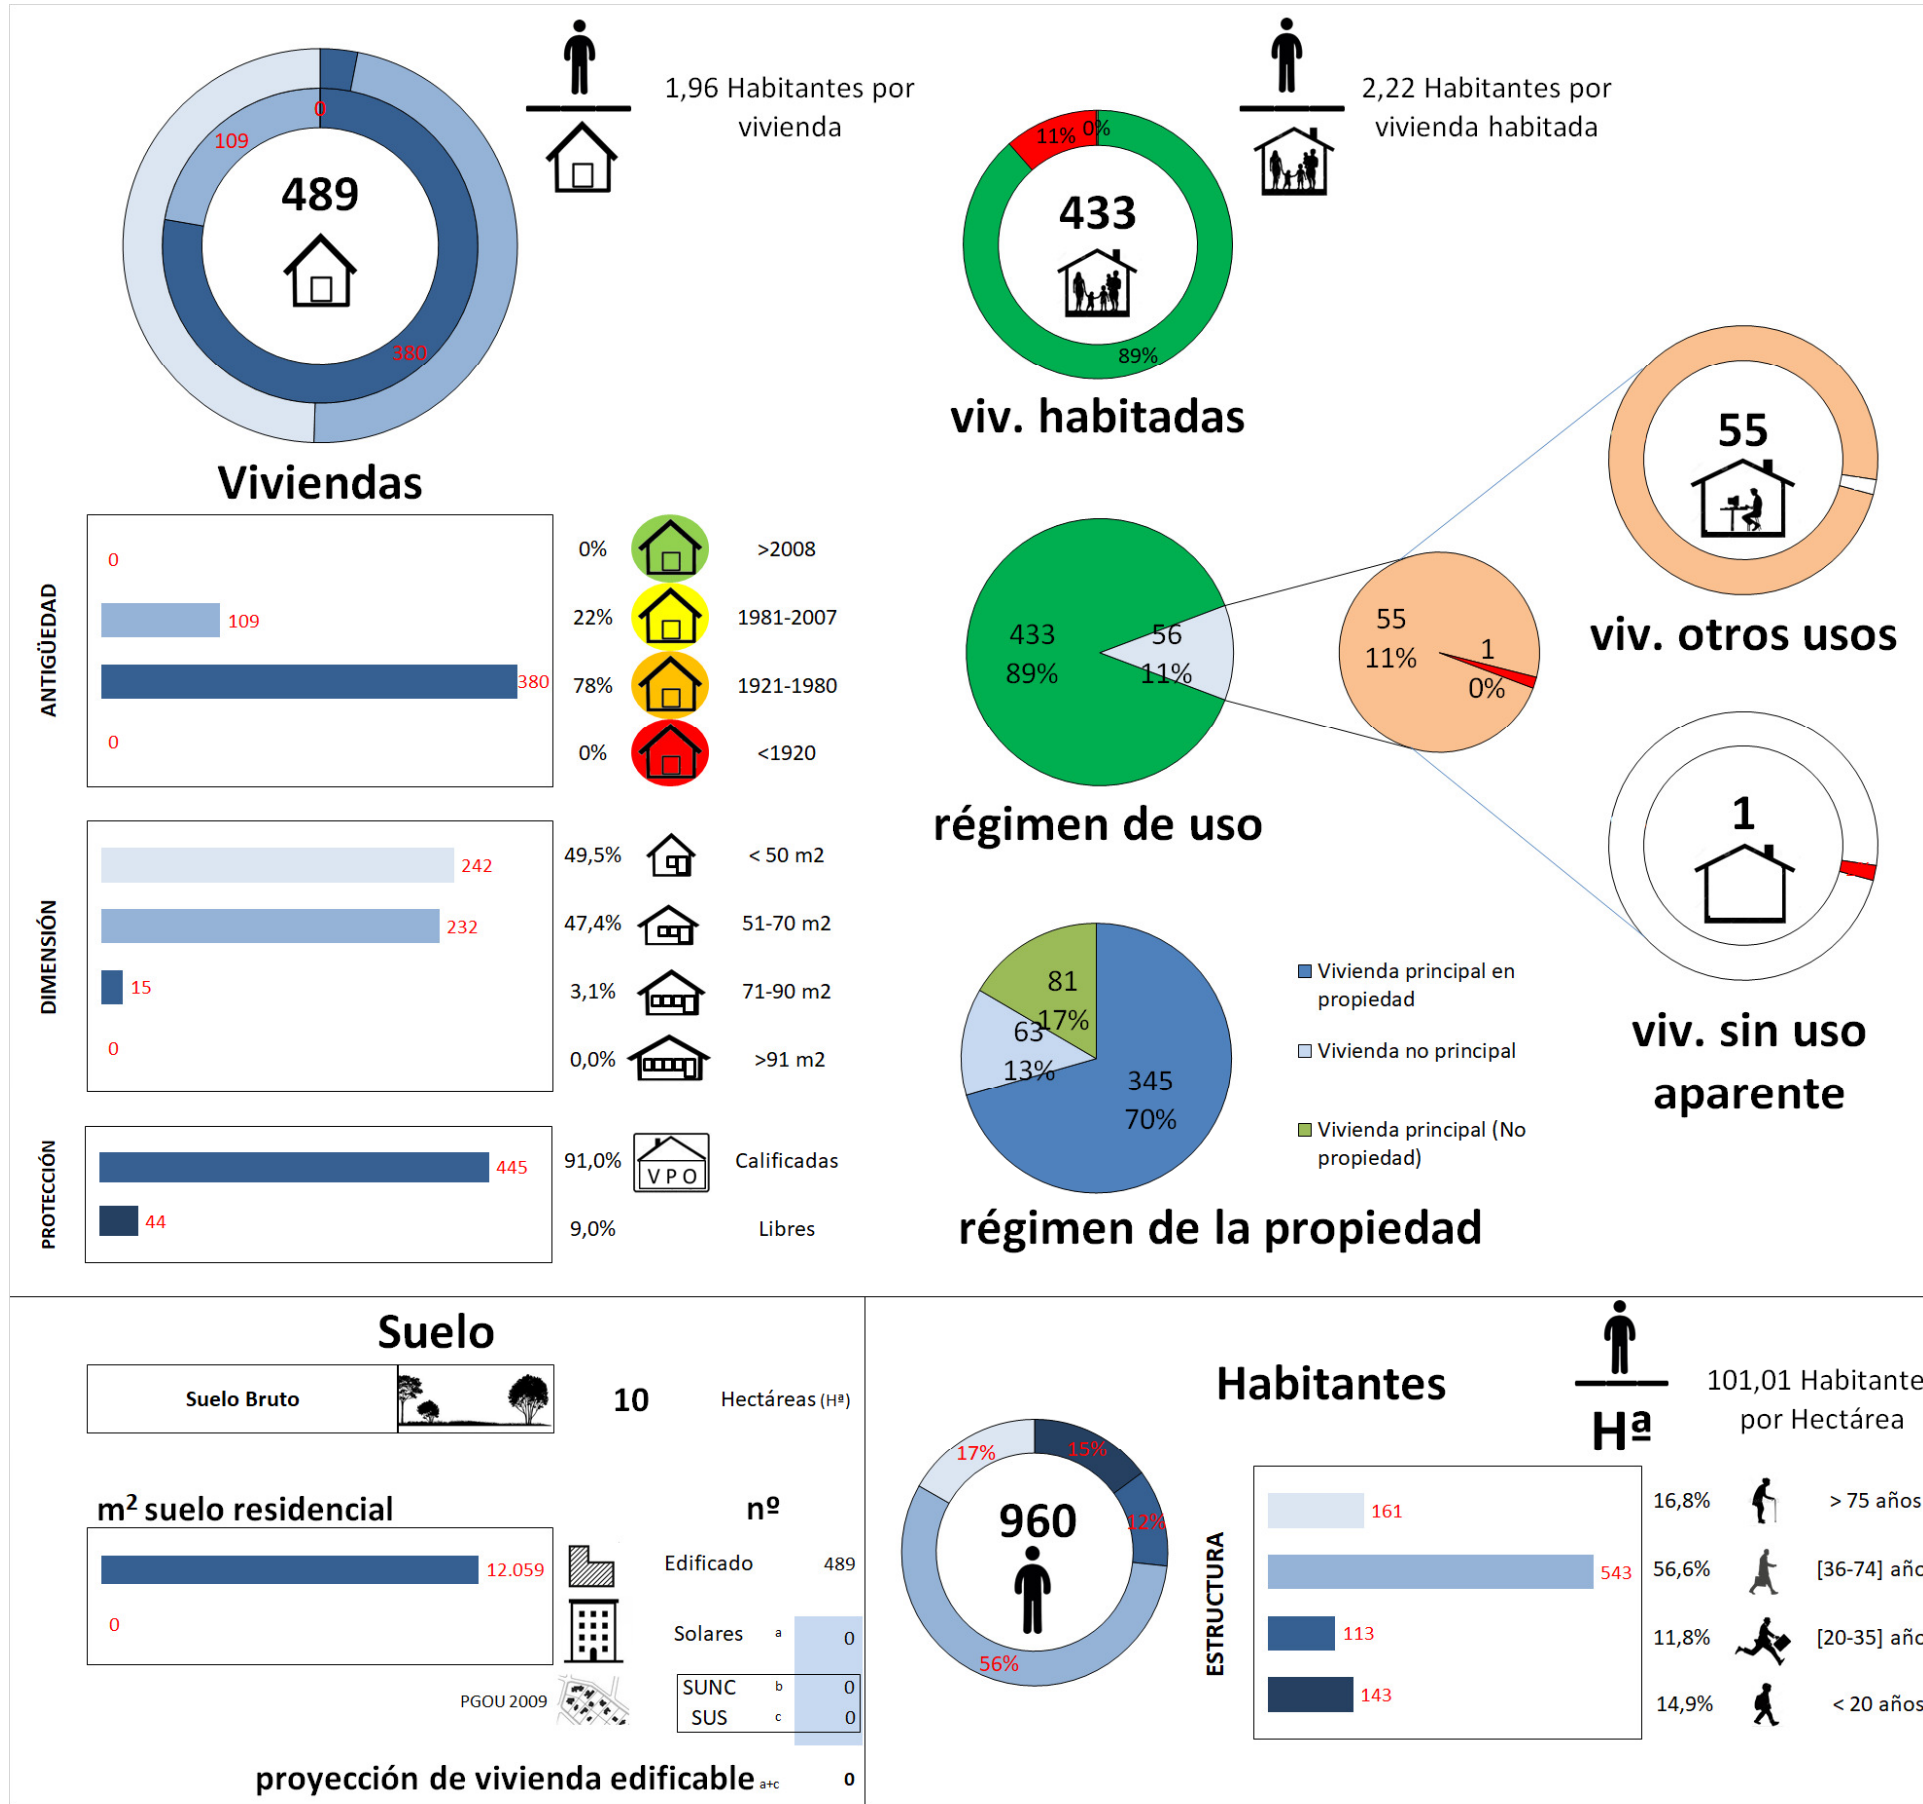 0
109
380
489
1,96 Habitantes por
vivienda
Viviendas
11%
0%
89%
433
2,22 Habitantes por
vivienda habitada
viv. habitadas
ANTIGÜEDAD
0
0%
>2008
109
22%
1981-2007
380
78%
1921-1980
0
0%
<1920
DIMENSIÓN
242
49,5%
< 50 m2
232
47,4%
51-70 m2
15
3,1%
71-90 m2
0
0,0%
>91 m2
PROTECCIÓN
445
91,0%
VPO
Calificadas
44
9,0%
Libres
433
89%
56
11%
55
11%
1
0%
régimen de uso
55
viv. otros usos
1
viv. sin uso
aparente
81
17%
63
13%
345
70%
Vivienda principal en
propiedad
Vivienda no principal
Vivienda principal (No
propiedad)
régimen de la propiedad
Suelo
Suelo Bruto
10
Hectáreas (Hª)
m² suelo residencial
nº
12.059
Edificado
489
0
Solares a
0
PGOU 2009
SUNC b
0
SUS c
0
proyección de vivienda edificable a+c
0
Habitantes
Hª
101,01 Habitante
por Hectárea
17%
15%
12%
56%
960
ESTRUCTURA
161
16,8%
> 75 años
543
56,6%
[36-74] año
113
11,8%
[20-35] año
143
14,9%
< 20 años